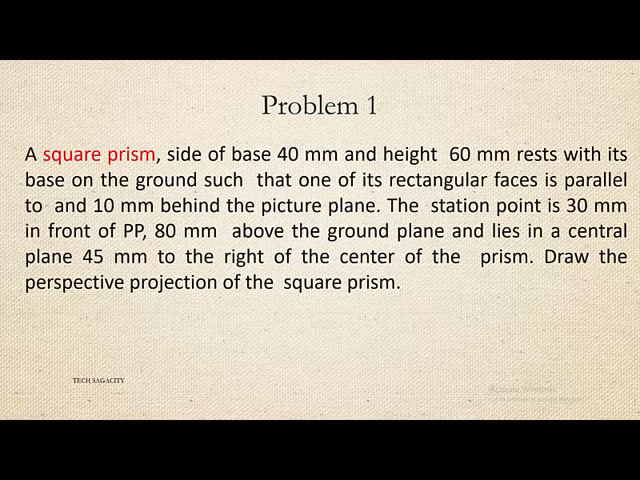 Problem 1
A square prism, side of base 40 mm and height 60 mm rests with its
base on the ground such that one of its rectangular faces is parallel
to and 10 mm behind the picture plane. The station point is 30 mm
in front of PP, 80 mm above the ground plane and lies in a central
plane 45 mm to the right of the center of the prism. Draw the
perspective projection of the square prism.
TECH SAGACITY
Activate Windows